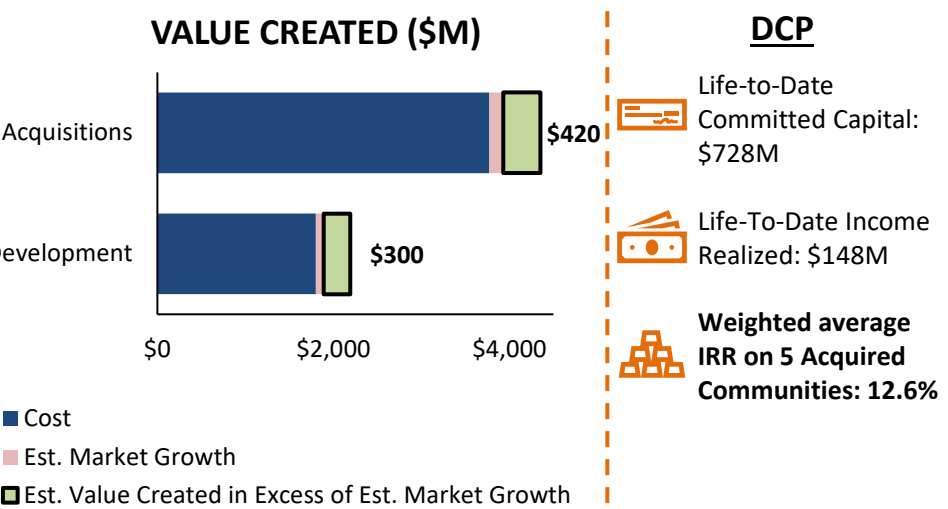 VALUE CREATED ($M)
Acquisitions
$420
evelopment
$300
$0
$2,000
$4,000
Cost
Est. Market Growth
Est. Value Created in Excess of Est. Market Growth
DCP
Life-to-Date
Committed Capital:
$728M
Life-To-Date Income
Realized: $148M
Weighted average
IRR on 5 Acquired
Communities: 12.6%